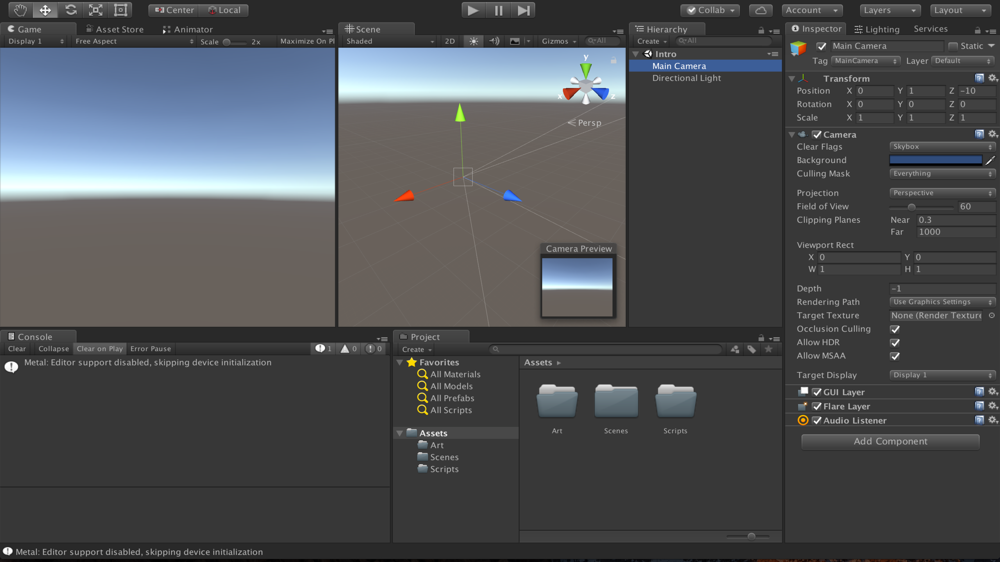 Center Local
Collab Account Layers Layout
Game Asset Store Animator
Display 1 Free Aspect Scale 2x Maximize On Pl
Scene
Shaded 2D Gizmos All
y
x z
Persp
Camera Preview
Hierarchy
Create All
Intro
Main Camera
Directional Light
Inspector Lighting Services
Main Camera Static
Tag MainCamera Layer Default
Transform
Position X 0 Y 1 Z -10
Rotation X 0 Y 0 Z 0
Scale X 1 Y 1 Z 1
Camera
Clear Flags Skybox
Background
Culling Mask Everything
Projection Perspective
Field of View 60
Clipping Planes Near 0.3
Far 1000
Viewport Rect
X 0 Y 0
W 1 H 1
Depth -1
Rendering Path Use Graphics Settings
Target Texture None (Render Texture
Occlusion Culling
Allow HDR
Allow MSAA
Target Display Display 1
GUI Layer
Flare Layer
Audio Listener
Add Component
Console
Clear Collapse Clear on Play Error Pause 1 0 0
Metal: Editor support disabled, skipping device initialization
Project
Create
Favorites
All Materials
All Models
All Prefabs
All Scripts
Assets
Art
Scenes
Scripts
Assets
Art Scenes Scripts
Metal: Editor support disabled, skipping device initialization